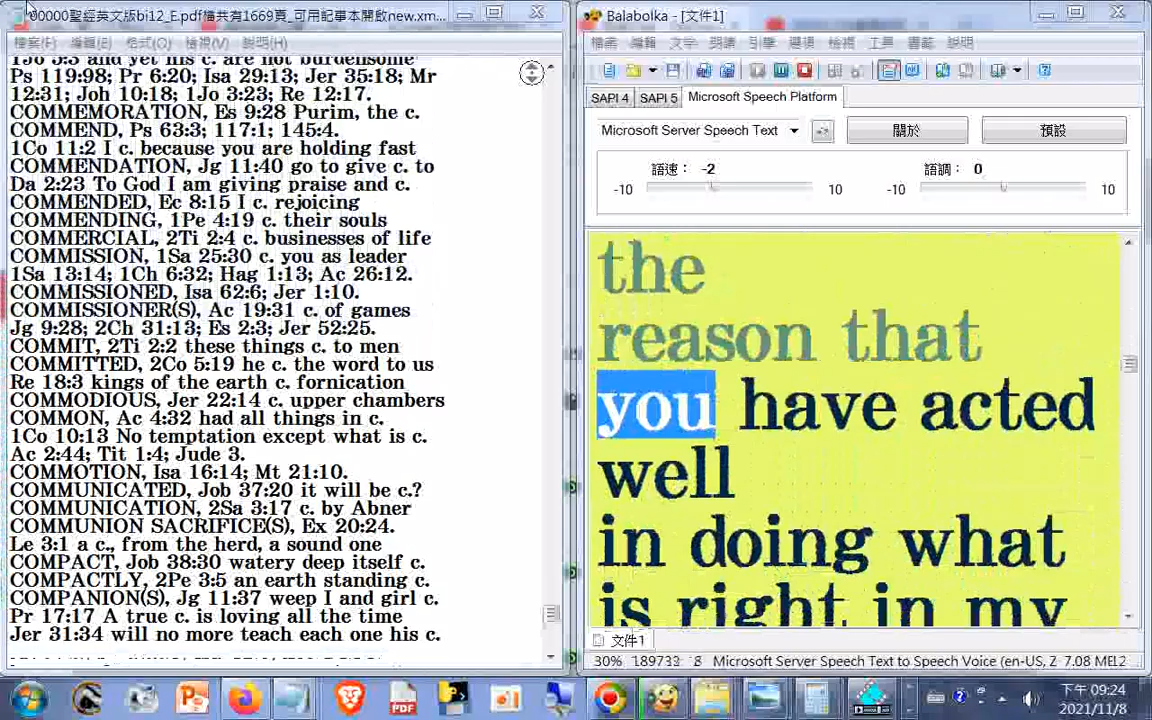 00000聖經英文版bi12_E.pdf檔共有1669頁_可用記事本開啟new.xm...
檔案(F) 編輯(E) 格式(O) 檢視(V) 說明(H)
1Jo 5:3 and yet his c. are not burdensome
Ps 119:98; Pr 6:20; Isa 29:13; Jer 35:18; Mr
12:31; Joh 10:18; 1Jo 3:23; Re 12:17.
COMMEMORATION, Es 9:28 Purim, the c.
COMMEND, Ps 63:3; 117:1; 145:4.
1Co 11:2 I c. because you are holding fast
COMMENDATION, Jg 11:40 go to give c. to
Da 2:23 To God I am giving praise and c.
COMMENDED, Ec 8:15 I c. rejoicing
COMMENDING, 1Pe 4:19 c. their souls
COMMERCIAL, 2Ti 2:4 c. businesses of life
COMMISSION, 1Sa 25:30 c. you as leader
1Sa 13:14; 1Ch 6:32; Hag 1:13; Ac 26:12.
COMMISSIONED, Isa 62:6; Jer 1:10.
COMMISSIONER(S), Ac 19:31 c. of games
Jg 9:28; 2Ch 31:13; Es 2:3; Jer 52:25.
COMMIT, 2Ti 2:2 these things c. to men
COMMITTED, 2Co 5:19 he c. the word to us
Re 18:3 kings of the earth c. fornication
COMMODIOUS, Jer 22:14 c. upper chambers
COMMON, Ac 4:32 had all things in c.
1Co 10:13 No temptation except what is c.
Ac 2:44; Tit 1:4; Jude 3.
COMMOTION, Isa 16:14; Mt 21:10.
COMMUNICATED, Job 37:20 it will be c.?
COMMUNICATION, 2Sa 3:17 c. by Abner
COMMUNION SACRIFICE(S), Ex 20:24.
Le 3:1 a c., from the herd, a sound one
COMPACT, Job 38:30 watery deep itself c.
COMPACTLY, 2Pe 3:5 an earth standing c.
COMPANION(S), Jg 11:37 weep I and girl c.
Pr 17:17 A true c. is loving all the time
Jer 31:34 will no more teach each one his c.
Balabolka - [文件1]
檔案 編輯 文字 朗讀 引擎 選項 檢視 工具 書籤 說明
SAPI 4 SAPI 5 Microsoft Speech Platform
Microsoft Server Speech Text 關於 預設
語速： -2 語調： 0
-10 10 -10 10
the
reason that
you have acted
well
in doing what
is right in my
文件1
30% Microsoft Server Speech Text to Speech Voice (en-US, Z
下午 09:24
2021/11/8